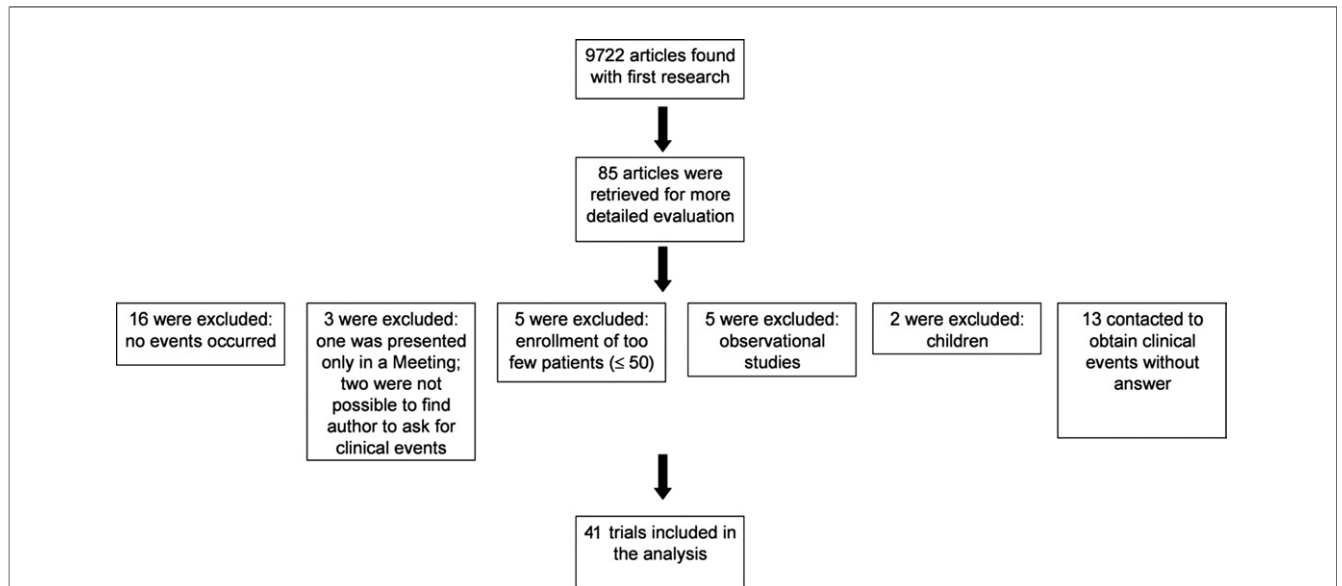 9722 articles found
with first research
85 articles were
retrieved for more
detailed evaluation
16 were excluded:
no events occurred
3 were excluded:
one was presented
only in a Meeting;
two were not
possible to find
author to ask for
clinical events
5 were excluded:
enrollment of too
few patients (≤ 50)
5 were excluded:
observational
studies
2 were excluded:
children
13 contacted to
obtain clinical
events without
answer
41 trials included in
the analysis